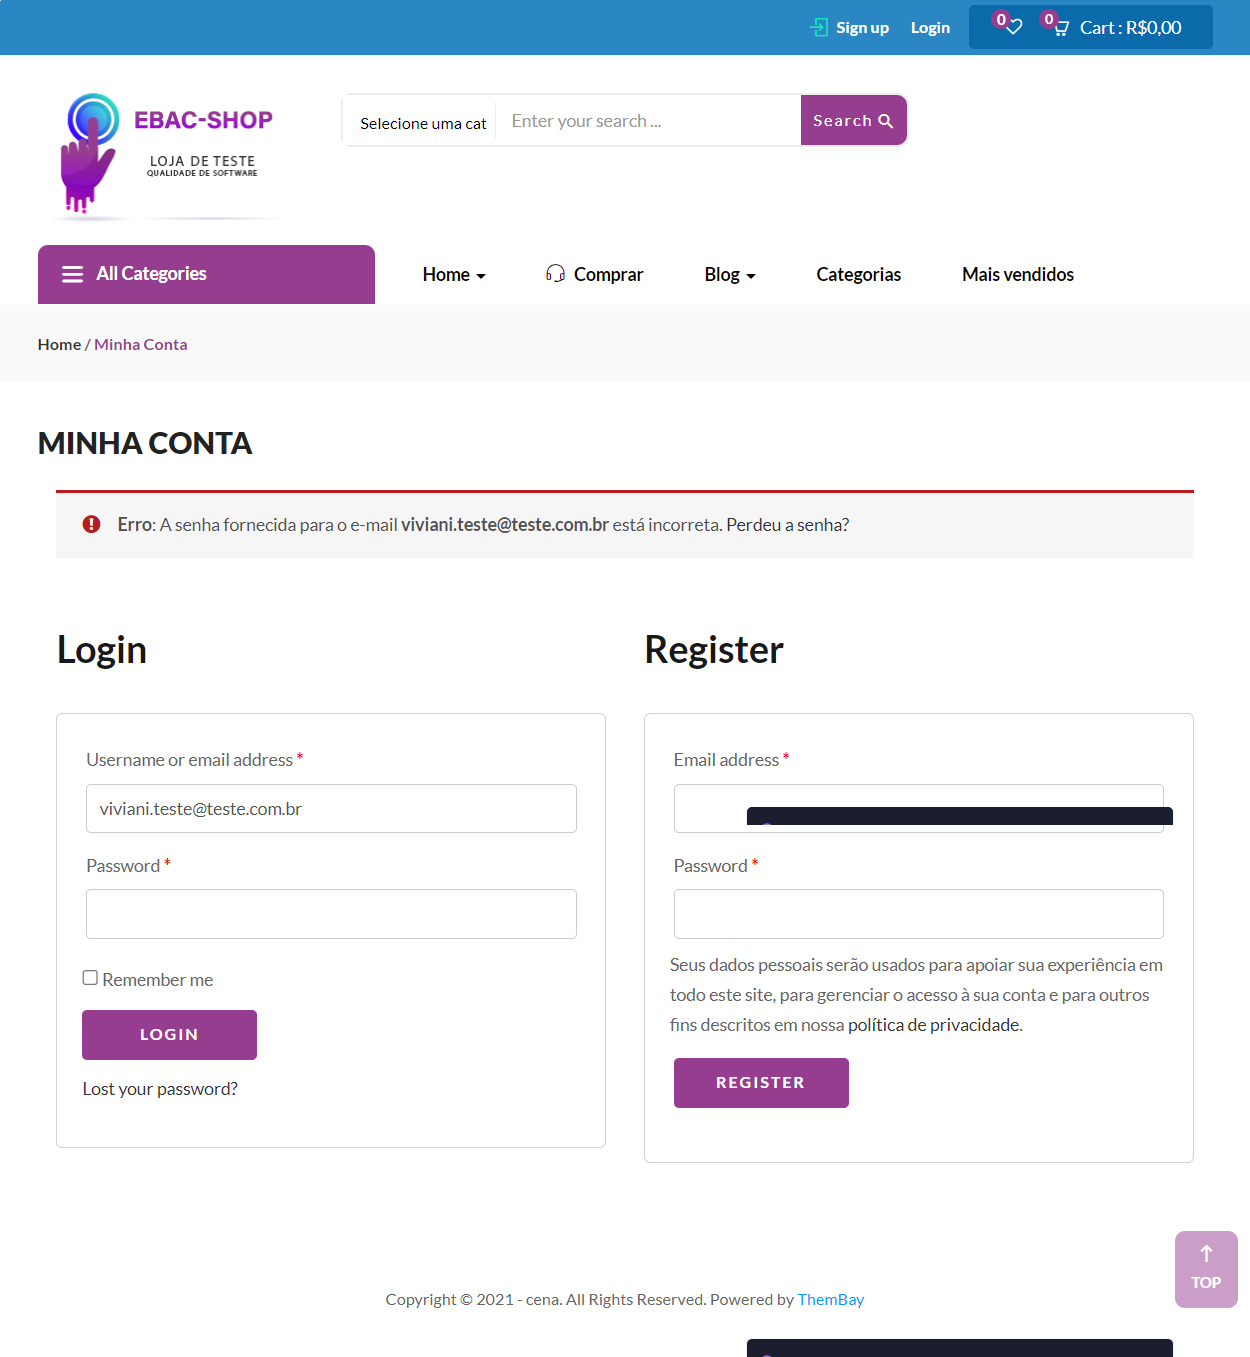 Sign up Login 0 0 Cart : R$0,00
EBAC-SHOP
LOJA DE TESTE
QUALIDADE DE SOFTWARE
Selecione uma cat Enter your search ... Search
All Categories Home Comprar Blog Categorias Mais vendidos
Home / Minha Conta
MINHA CONTA
Erro: A senha fornecida para o e-mail viviani.teste@teste.com.br está incorreta. Perdeu a senha?
Login
Username or email address *
viviani.teste@teste.com.br
Password *
Remember me
LOGIN
Lost your password?
Register
Email address *
Password *
Seus dados pessoais serão usados para apoiar sua experiência em
todo este site, para gerenciar o acesso à sua conta e para outros
fins descritos em nossa política de privacidade.
REGISTER
TOP
Copyright © 2021 - cena. All Rights Reserved. Powered by ThemBay